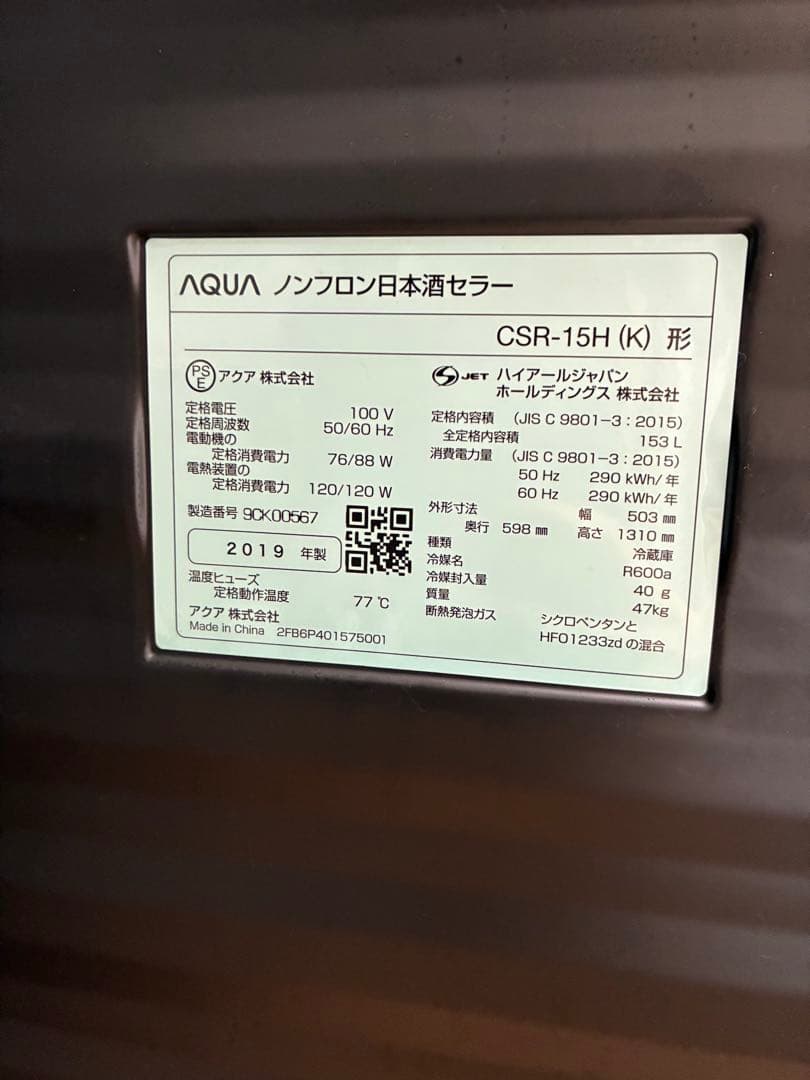 AQUA ノンフロン日本酒セラー
CSR-15H (K) 形
PS E アクア 株式会社
定格電圧 100 V
定格周波数 50/60 Hz
電動機の
定格消費電力 76/88 W
電熱装置の
定格消費電力 120/120 W
製造番号 9CK00567
2019 年製
温度ヒューズ
定格動作温度 77 ℃
アクア 株式会社
Made in China 2FB6P401575001
S JET ハイアールジャパン
ホールディングス 株式会社
定格内容積 (JIS C 9801-3:2015)
全定格内容積 153 L
消費電力量 (JIS C 9801-3:2015)
50 Hz 290 kWh/年
60 Hz 290 kWh/年
外形寸法 幅 503 ㎜
奥行 598 ㎜ 高さ 1310 ㎜
種類 冷蔵庫
冷媒名 R600a
冷媒封入量 40 g
質量 47kg
断熱発泡ガス シクロペンタンと
HFO1233zd の混合